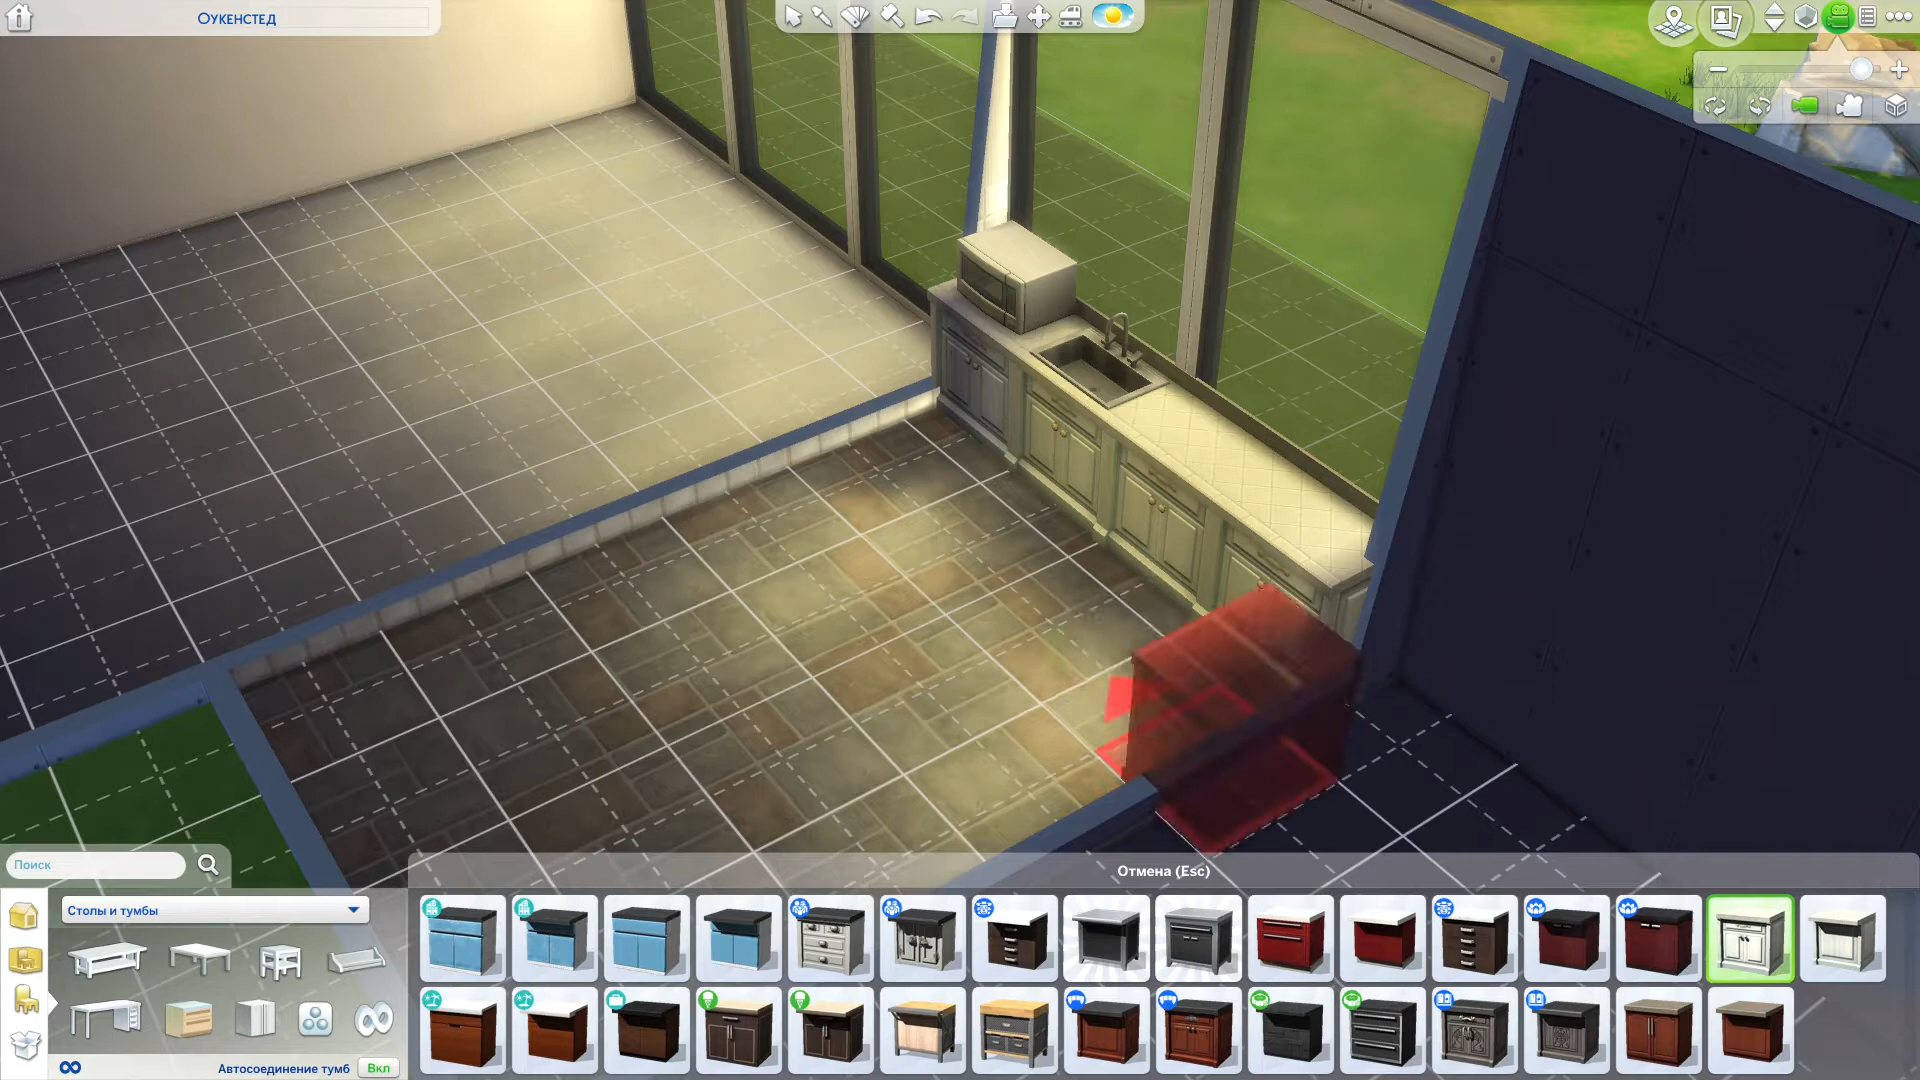 Оукенстед
Поиск
Отмена (Esc)
Столы и тумбы
Автосоединение тумб
Вкл